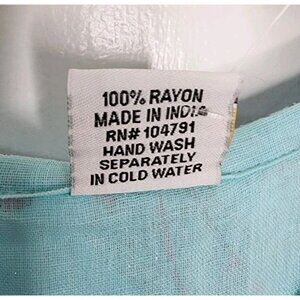 100% RAYON
MADE IN INDIA
RN# 104791
HAND WASH
SEPARATELY
IN COLD WATER